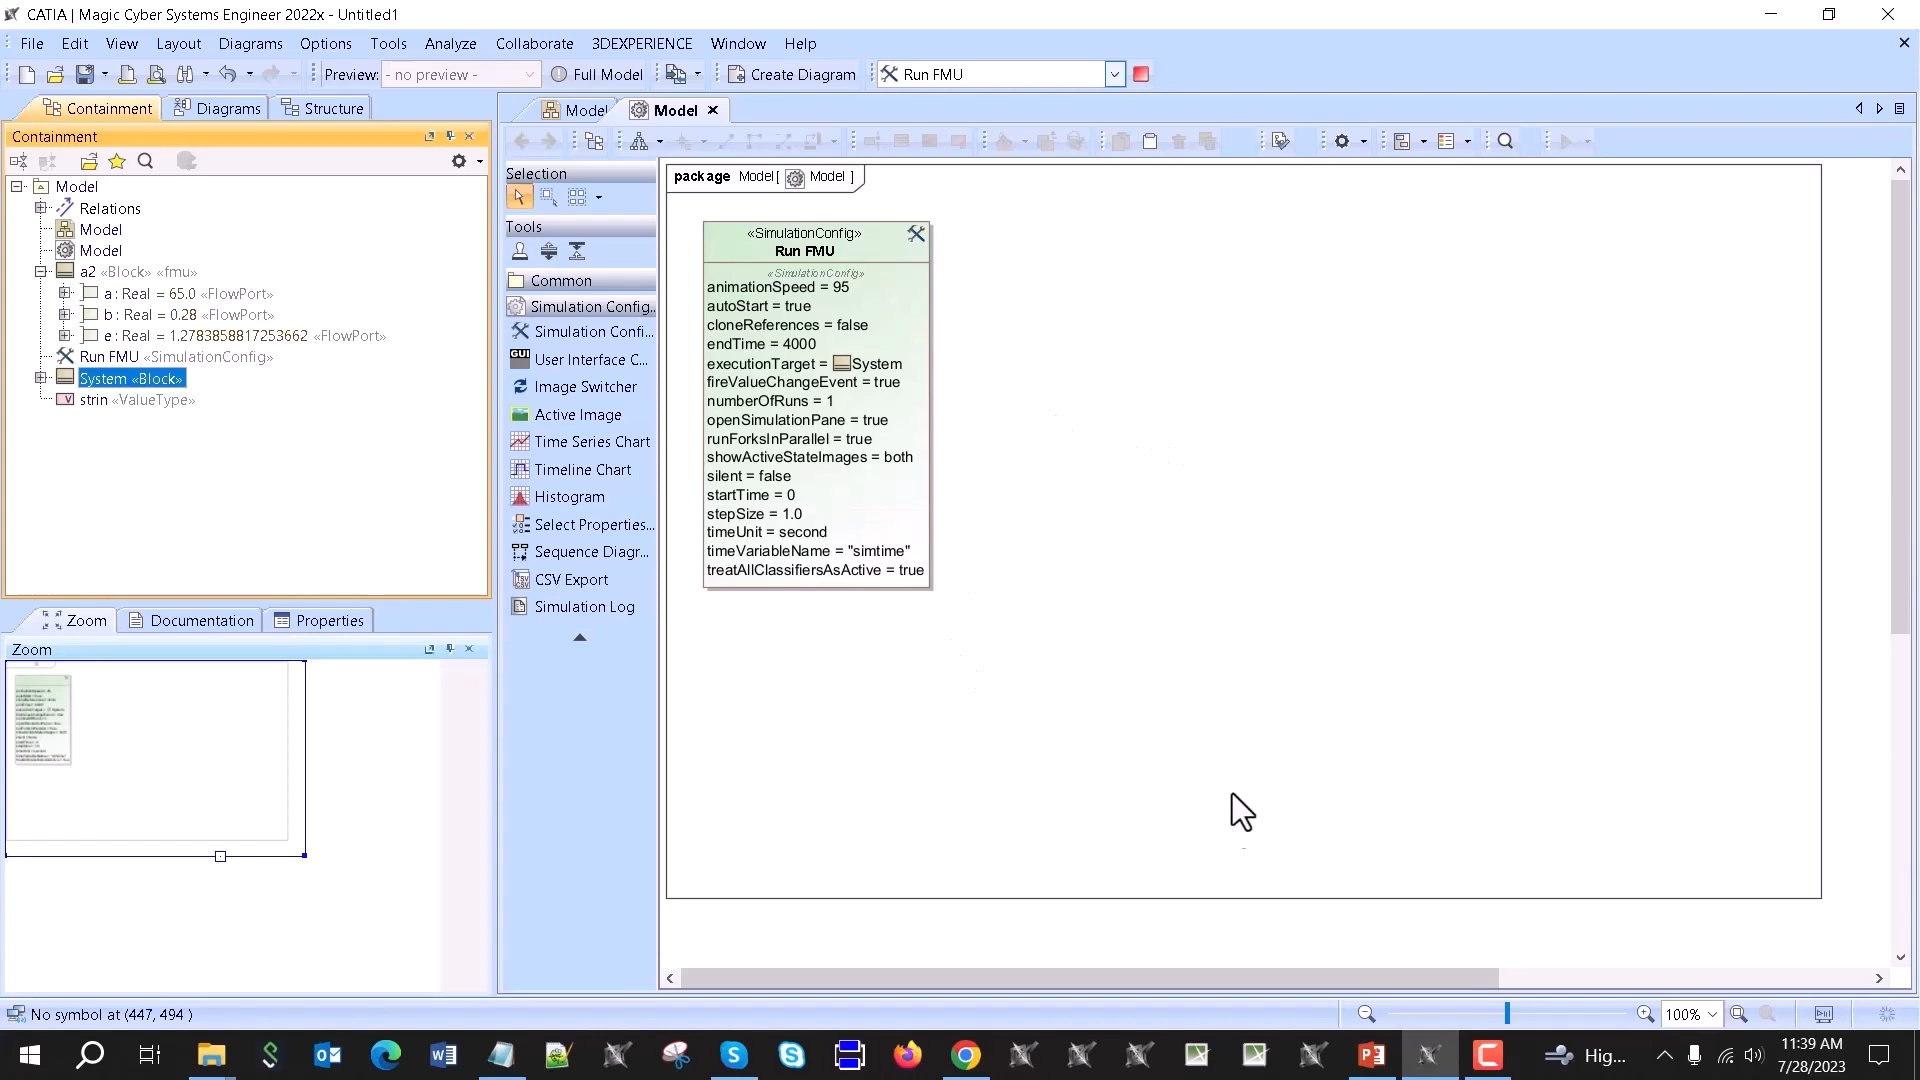 CATIA | Magic Cyber Systems Engineer 2022x - Untitled1
File Edit View Layout Diagrams Options Tools Analyze Collaborate 3DEXPERIENCE Window Help
Preview: - no preview - Full Model Create Diagram Run FMU
Containment Diagrams Structure
Containment
Model
Relations
Model
Model
a2 «Block» «fmu»
a : Real = 65.0 «FlowPort»
b : Real = 0.28 «FlowPort»
e : Real = 1.2783858817253662 «FlowPort»
Run FMU «SimulationConfig»
System «Block»
strin «ValueType»
Zoom Documentation Properties
Zoom
Model Model
Selection
Tools
Common
Simulation Config...
Simulation Confi...
GUI User Interface C...
Image Switcher
Active Image
Time Series Chart
Timeline Chart
Histogram
Select Properties...
Sequence Diagr...
CSV Export
Simulation Log
package Model [ Model ]
«SimulationConfig»
Run FMU
«SimulationConfig»
animationSpeed = 95
autoStart = true
cloneReferences = false
endTime = 4000
executionTarget = System
fireValueChangeEvent = true
numberOfRuns = 1
openSimulationPane = true
runForksInParallel = true
showActiveStateImages = both
silent = false
startTime = 0
stepSize = 1.0
timeUnit = second
timeVariableName = "simtime"
treatAllClassifiersAsActive = true
No symbol at (447, 494 )
100%
Hig...
11:39 AM
7/28/2023